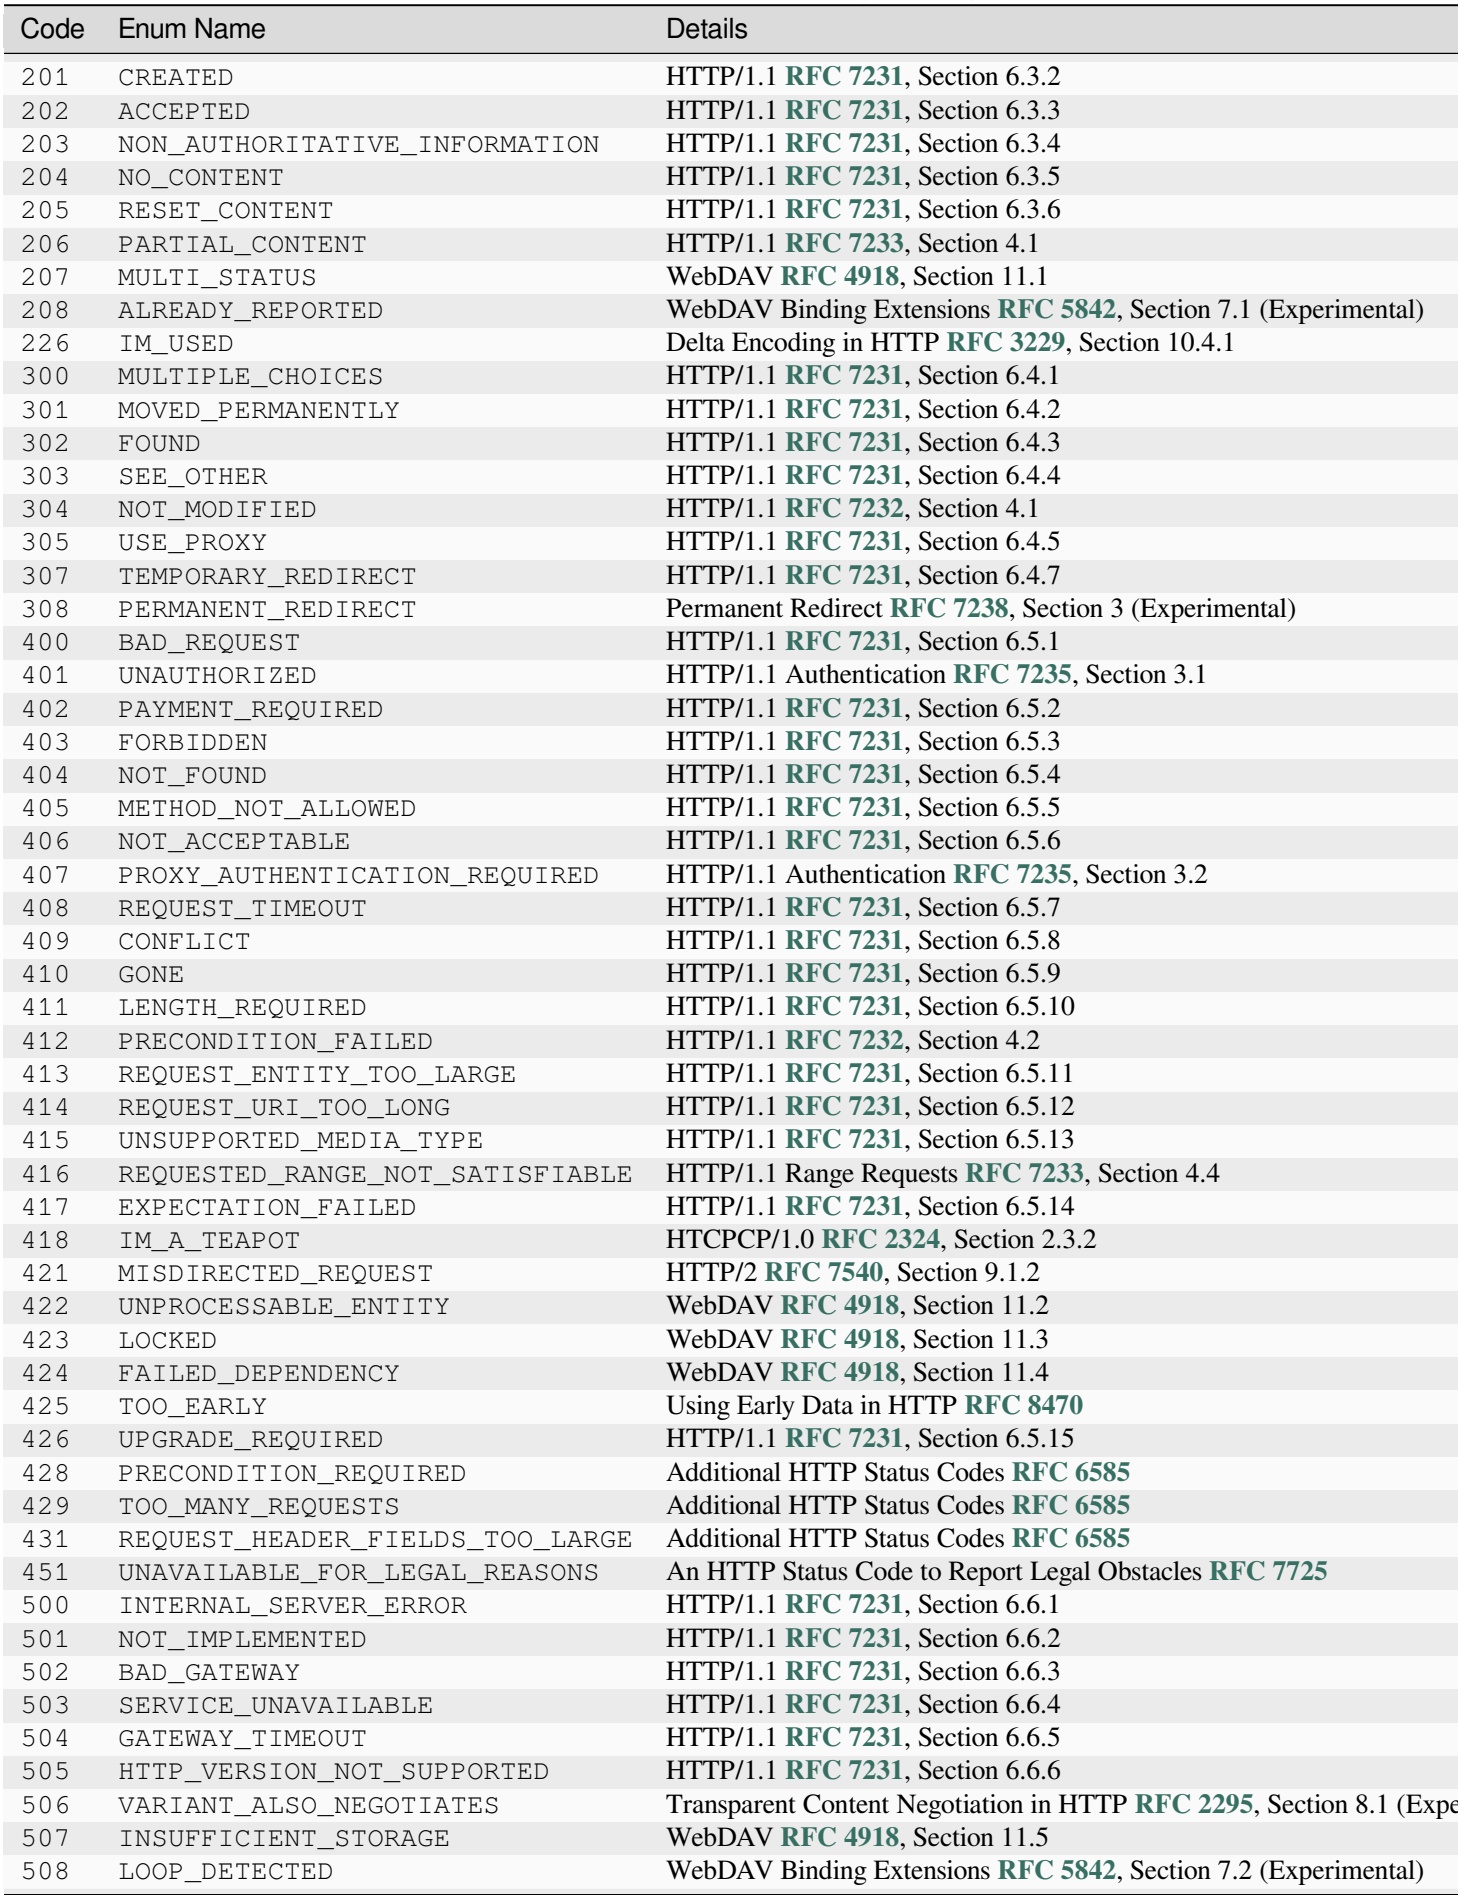 Code Enum Name Details
201 CREATED HTTP/1.1 RFC 7231, Section 6.3.2
202 ACCEPTED HTTP/1.1 RFC 7231, Section 6.3.3
203 NON_AUTHORITATIVE_INFORMATION HTTP/1.1 RFC 7231, Section 6.3.4
204 NO_CONTENT HTTP/1.1 RFC 7231, Section 6.3.5
205 RESET_CONTENT HTTP/1.1 RFC 7231, Section 6.3.6
206 PARTIAL_CONTENT HTTP/1.1 RFC 7233, Section 4.1
207 MULTI_STATUS WebDAV RFC 4918, Section 11.1
208 ALREADY_REPORTED WebDAV Binding Extensions RFC 5842, Section 7.1 (Experimental)
226 IM_USED Delta Encoding in HTTP RFC 3229, Section 10.4.1
300 MULTIPLE_CHOICES HTTP/1.1 RFC 7231, Section 6.4.1
301 MOVED_PERMANENTLY HTTP/1.1 RFC 7231, Section 6.4.2
302 FOUND HTTP/1.1 RFC 7231, Section 6.4.3
303 SEE_OTHER HTTP/1.1 RFC 7231, Section 6.4.4
304 NOT_MODIFIED HTTP/1.1 RFC 7232, Section 4.1
305 USE_PROXY HTTP/1.1 RFC 7231, Section 6.4.5
307 TEMPORARY_REDIRECT HTTP/1.1 RFC 7231, Section 6.4.7
308 PERMANENT_REDIRECT Permanent Redirect RFC 7238, Section 3 (Experimental)
400 BAD_REQUEST HTTP/1.1 RFC 7231, Section 6.5.1
401 UNAUTHORIZED HTTP/1.1 Authentication RFC 7235, Section 3.1
402 PAYMENT_REQUIRED HTTP/1.1 RFC 7231, Section 6.5.2
403 FORBIDDEN HTTP/1.1 RFC 7231, Section 6.5.3
404 NOT_FOUND HTTP/1.1 RFC 7231, Section 6.5.4
405 METHOD_NOT_ALLOWED HTTP/1.1 RFC 7231, Section 6.5.5
406 NOT_ACCEPTABLE HTTP/1.1 RFC 7231, Section 6.5.6
407 PROXY_AUTHENTICATION_REQUIRED HTTP/1.1 Authentication RFC 7235, Section 3.2
408 REQUEST_TIMEOUT HTTP/1.1 RFC 7231, Section 6.5.7
409 CONFLICT HTTP/1.1 RFC 7231, Section 6.5.8
410 GONE HTTP/1.1 RFC 7231, Section 6.5.9
411 LENGTH_REQUIRED HTTP/1.1 RFC 7231, Section 6.5.10
412 PRECONDITION_FAILED HTTP/1.1 RFC 7232, Section 4.2
413 REQUEST_ENTITY_TOO_LARGE HTTP/1.1 RFC 7231, Section 6.5.11
414 REQUEST_URI_TOO_LONG HTTP/1.1 RFC 7231, Section 6.5.12
415 UNSUPPORTED_MEDIA_TYPE HTTP/1.1 RFC 7231, Section 6.5.13
416 REQUESTED_RANGE_NOT_SATISFIABLE HTTP/1.1 Range Requests RFC 7233, Section 4.4
417 EXPECTATION_FAILED HTTP/1.1 RFC 7231, Section 6.5.14
418 IM_A_TEAPOT HTCPCP/1.0 RFC 2324, Section 2.3.2
421 MISDIRECTED_REQUEST HTTP/2 RFC 7540, Section 9.1.2
422 UNPROCESSABLE_ENTITY WebDAV RFC 4918, Section 11.2
423 LOCKED WebDAV RFC 4918, Section 11.3
424 FAILED_DEPENDENCY WebDAV RFC 4918, Section 11.4
425 TOO_EARLY Using Early Data in HTTP RFC 8470
426 UPGRADE_REQUIRED HTTP/1.1 RFC 7231, Section 6.5.15
428 PRECONDITION_REQUIRED Additional HTTP Status Codes RFC 6585
429 TOO_MANY_REQUESTS Additional HTTP Status Codes RFC 6585
431 REQUEST_HEADER_FIELDS_TOO_LARGE Additional HTTP Status Codes RFC 6585
451 UNAVAILABLE_FOR_LEGAL_REASONS An HTTP Status Code to Report Legal Obstacles RFC 7725
500 INTERNAL_SERVER_ERROR HTTP/1.1 RFC 7231, Section 6.6.1
501 NOT_IMPLEMENTED HTTP/1.1 RFC 7231, Section 6.6.2
502 BAD_GATEWAY HTTP/1.1 RFC 7231, Section 6.6.3
503 SERVICE_UNAVAILABLE HTTP/1.1 RFC 7231, Section 6.6.4
504 GATEWAY_TIMEOUT HTTP/1.1 RFC 7231, Section 6.6.5
505 HTTP_VERSION_NOT_SUPPORTED HTTP/1.1 RFC 7231, Section 6.6.6
506 VARIANT_ALSO_NEGOTIATES Transparent Content Negotiation in HTTP RFC 2295, Section 8.1 (Expe
507 INSUFFICIENT_STORAGE WebDAV RFC 4918, Section 11.5
508 LOOP_DETECTED WebDAV Binding Extensions RFC 5842, Section 7.2 (Experimental)